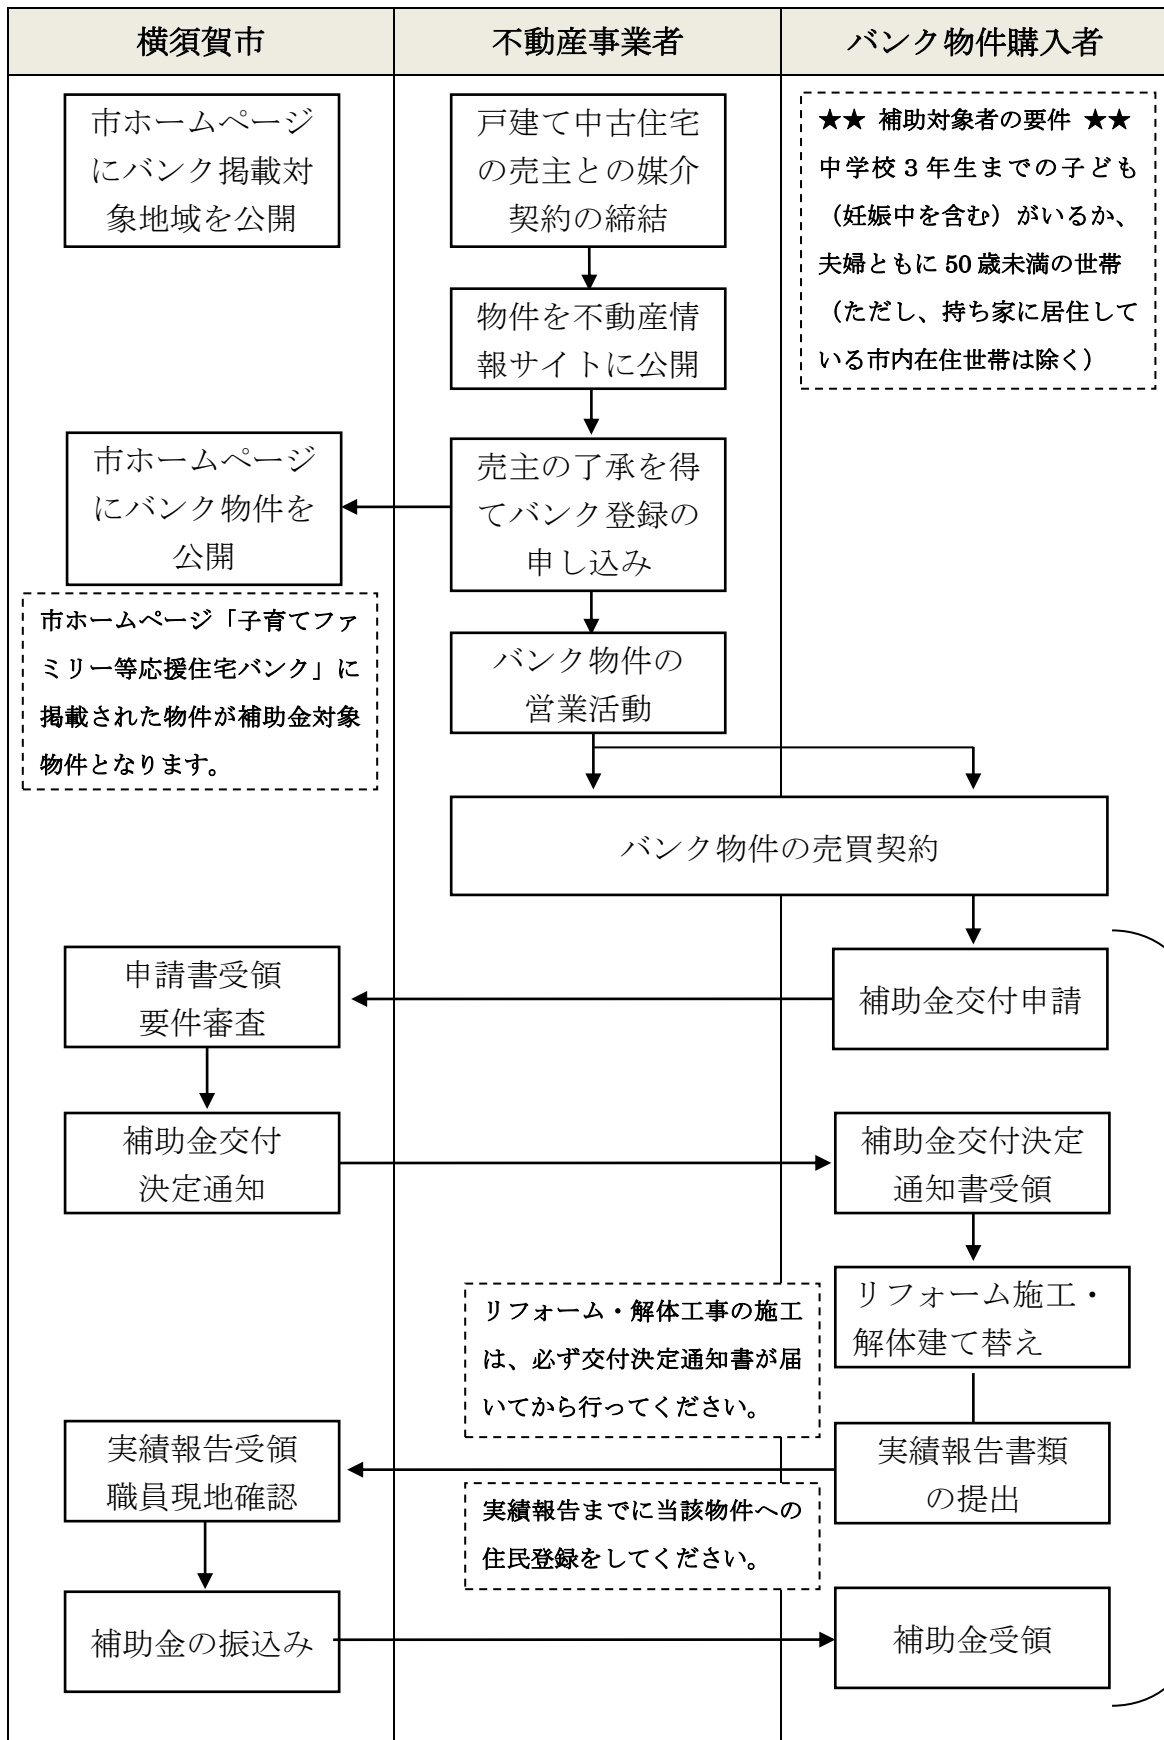 横須賀市
不動産事業者
バンク物件購入者
市ホームページ
にバンク掲載対
象地域を公開
戸建て中古住宅
の売主との媒介
契約の締結
★★ 補助対象者の要件 ★★
中学校 3 年生までの子ども
（妊娠中を含む）がいるか、
夫婦ともに 50 歳未満の世帯
（ただし、持ち家に居住して
いる市内在住世帯は除く）
物件を不動産情
報サイトに公開
市ホームページ
にバンク物件を
公開
売主の了承を得
てバンク登録の
申し込み
市ホームページ「子育てファ
ミリー等応援住宅バンク」に
掲載された物件が補助金対象
物件となります。
バンク物件の
営業活動
バンク物件の売買契約
申請書受領
要件審査
補助金交付申請
補助金交付
決定通知
補助金交付決定
通知書受領
リフォーム・解体工事の施工
は、必ず交付決定通知書が届
いてから行ってください。
リフォーム施工・
解体建て替え
実績報告受領
職員現地確認
実績報告書類
の提出
実績報告までに当該物件への
住民登録をしてください。
補助金の振込み
補助金受領